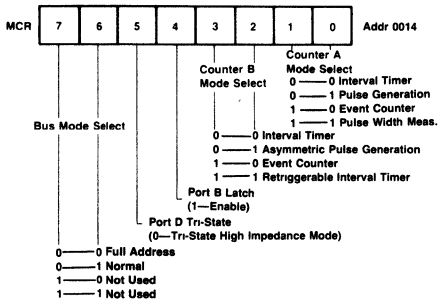 MCR 7 6 5 4 3 2 1 0 Addr 0014
Counter A
Mode Select
0 0 Interval Timer
0 1 Pulse Generation
1 0 Event Counter
1 1 Pulse Width Meas.
Counter B
Mode Select
0 0 Interval Timer
0 1 Asymmetric Pulse Generation
1 0 Event Counter
1 1 Retriggerable Interval Timer
Bus Mode Select
Port B Latch
(1—Enable)
Port D Tri-State
(0—Tri-State High Impedance Mode)
0 0 Full Address
0 1 Normal
1 0 Not Used
1 1 Not Used